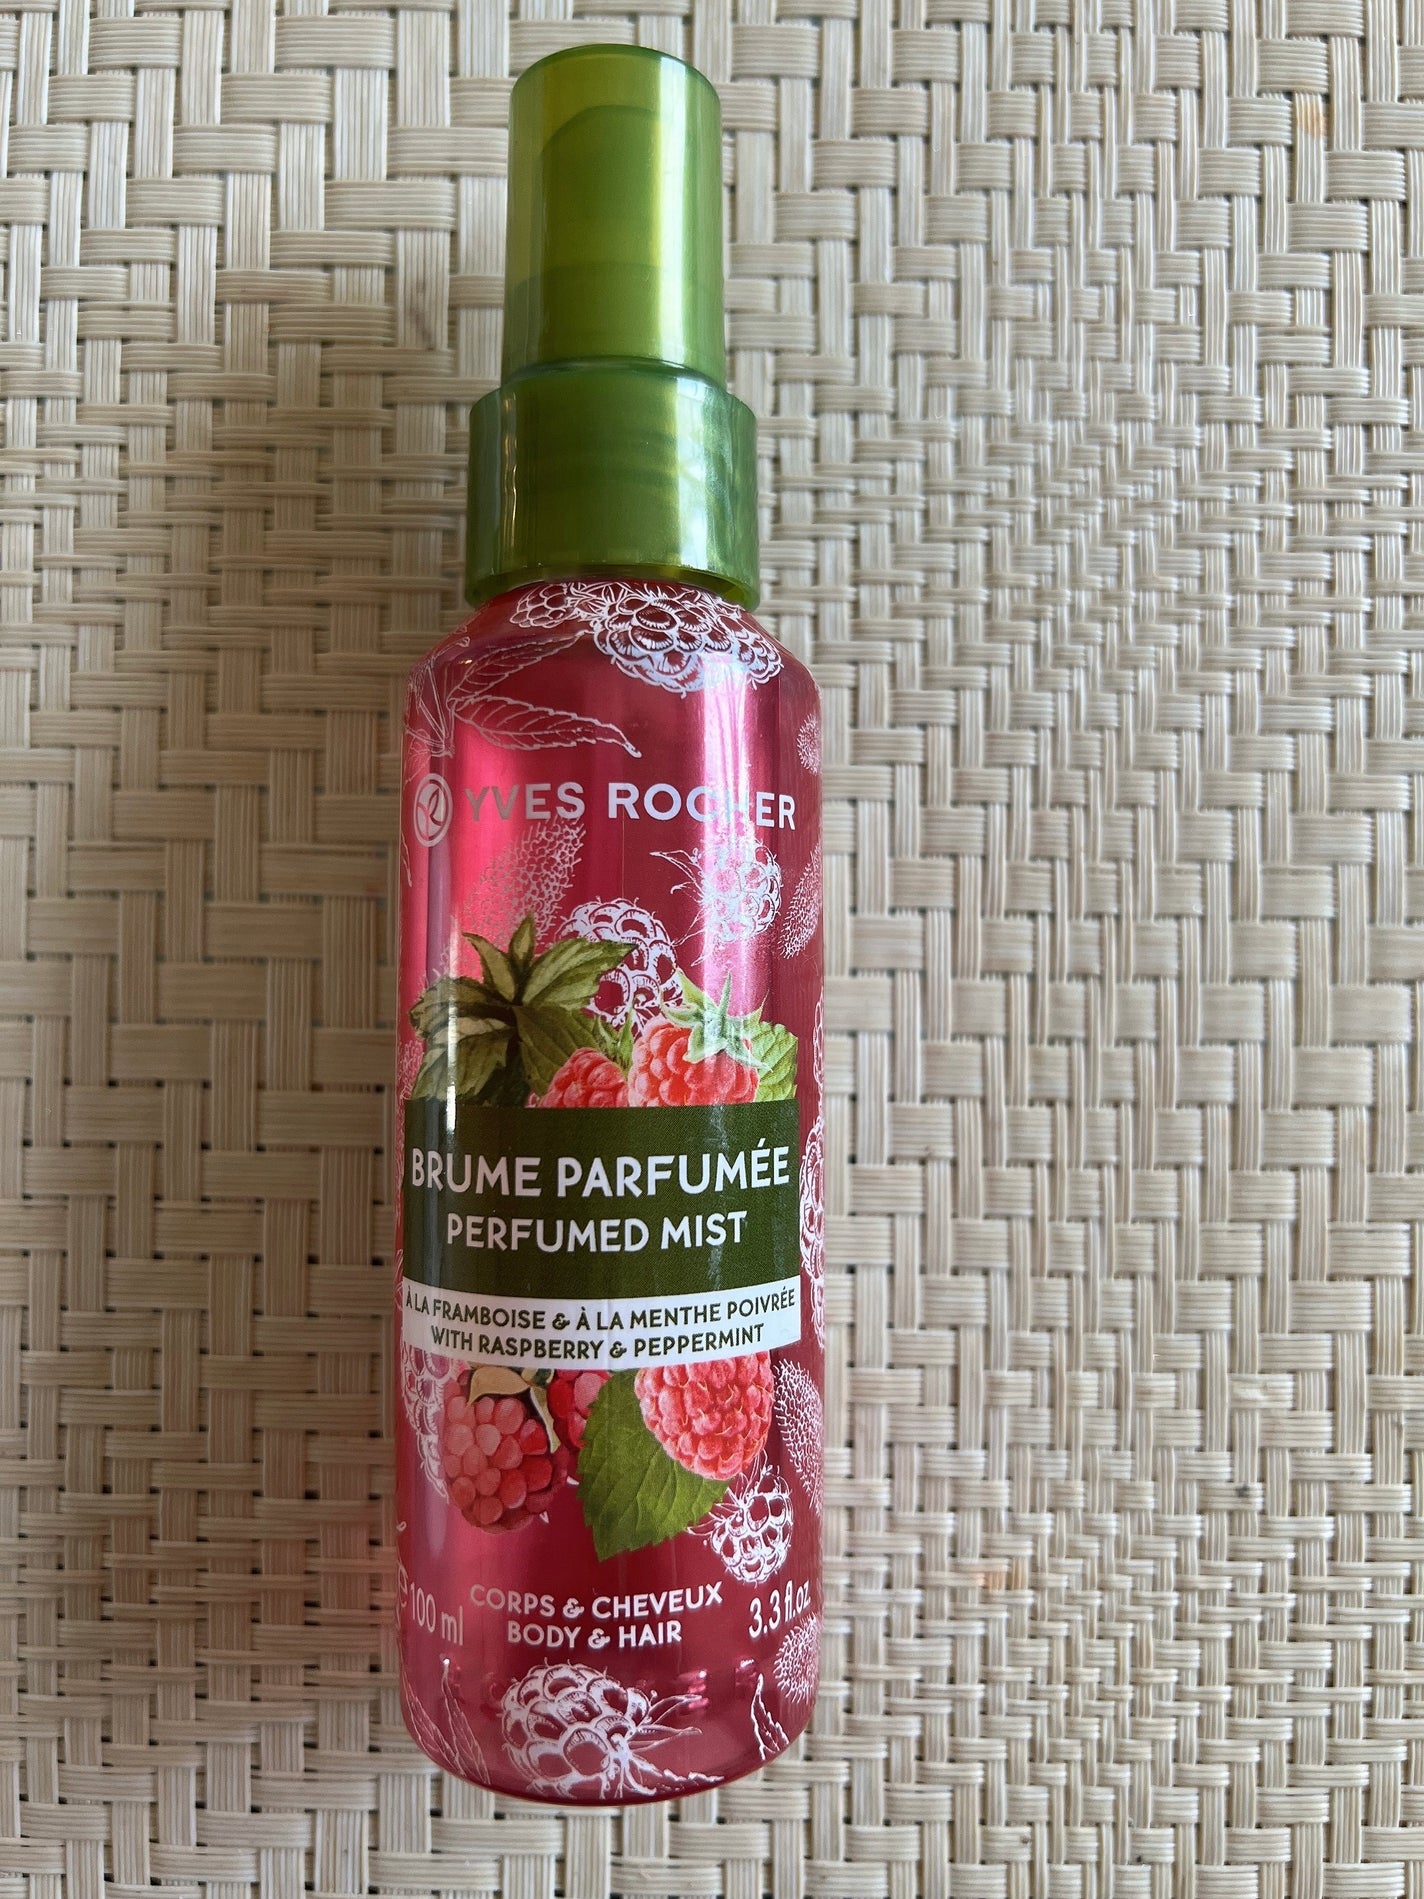 YVES ROCHER
BRUME PARFUMÉE
PERFUMED MIST
À LA FRAMBOISE & À LA MENTHE POIVRÉE
WITH RASPBERRY & PEPPERMINT
CORPS & CHEVEUX
BODY & HAIR
e 100 ml
3.3 fl.oz.